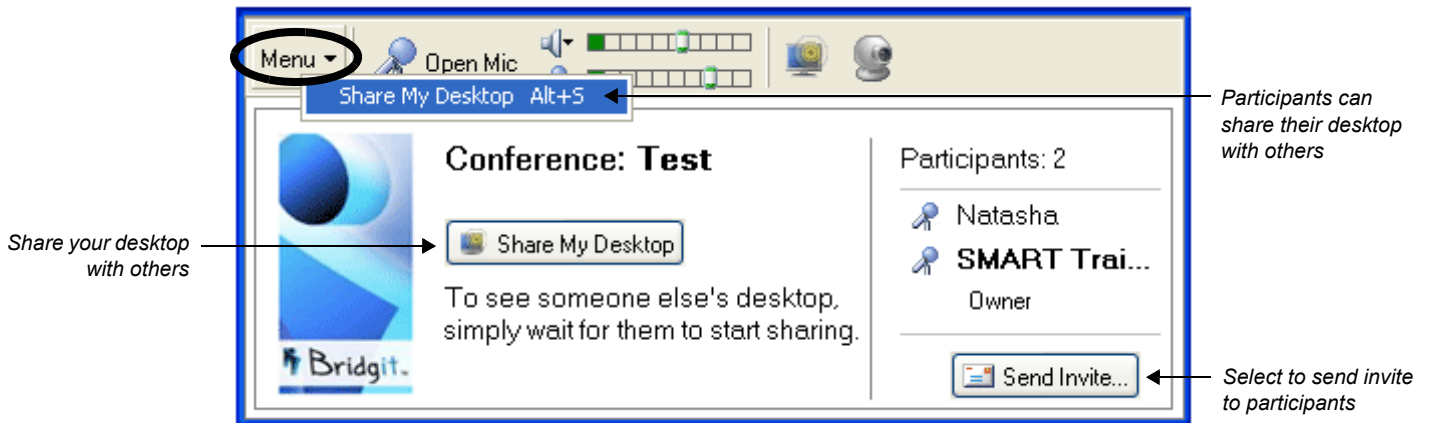 Menu
Open Mic
Share My Desktop Alt+S
Participants can
share their desktop
with others
Conference: Test
Participants: 2
Natasha
SMART Trai...
Owner
Share your desktop
with others
Share My Desktop
To see someone else's desktop,
simply wait for them to start sharing.
Bridgit.
Send Invite...
Select to send invite
to participants